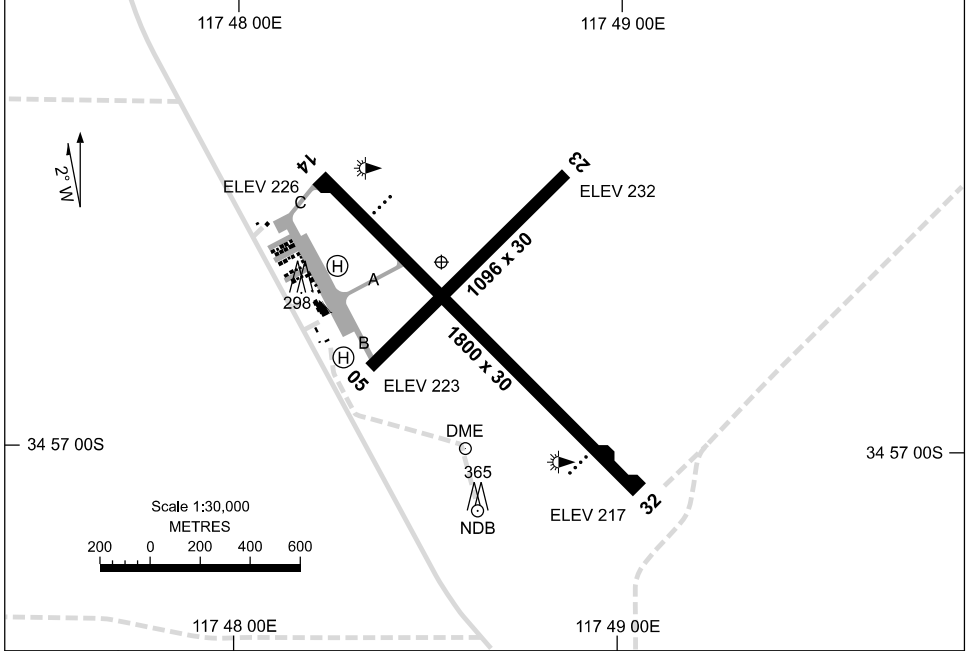 117 48 00E
117 49 00E
2° W
14
23
ELEV 226
ELEV 232
C
H
A
298
1096 x 30
B
1800 x 30
H
05
ELEV 223
DME
34 57 00S
34 57 00S
365
NDB
ELEV 217
32
Scale 1:30,000
METRES
200 0 200 400 600
117 48 00E
117 49 00E